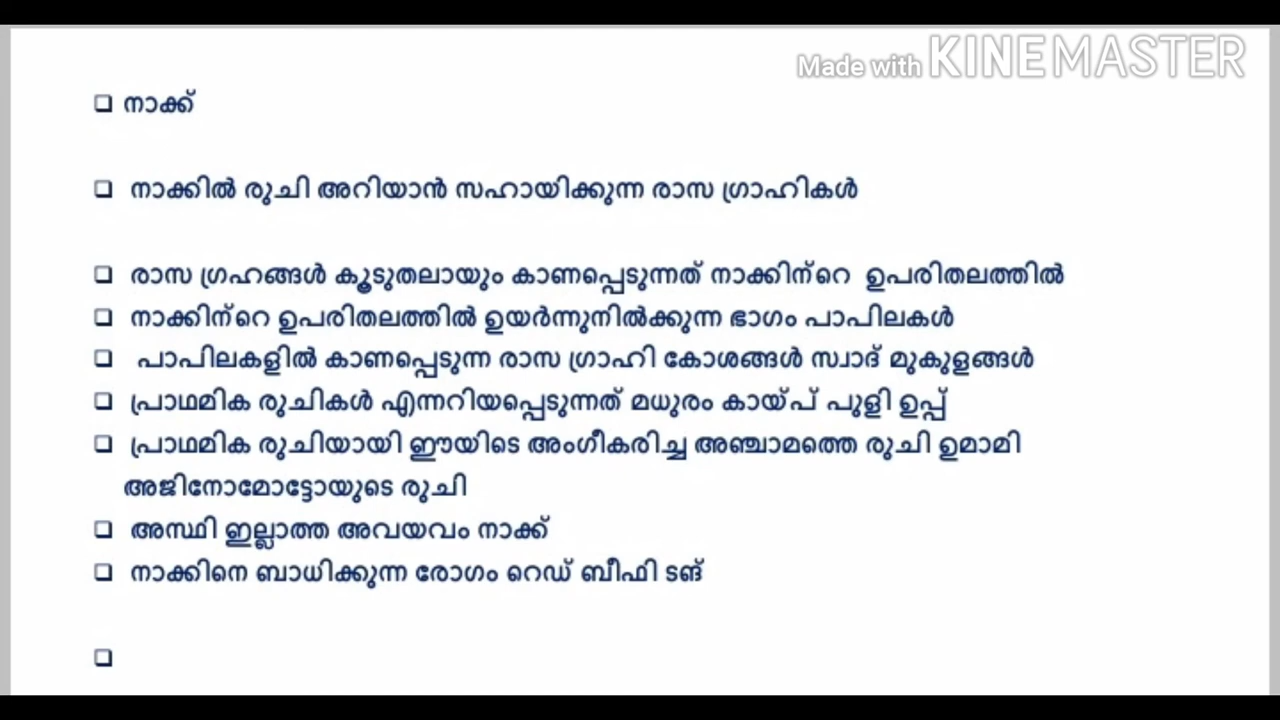 Made with KINEMASTER
❑ നാക്ക്
❑ നാക്കിൽ രുചി അറിയാൻ സഹായിക്കുന്ന രാസ ഗ്രാഹികൾ
❑ രാസ ഗ്രഹങ്ങൾ കൂടുതലായും കാണപ്പെടുന്നത് നാക്കിന്റെ ഉപരിതലത്തിൽ
❑ നാക്കിന്റെ ഉപരിതലത്തിൽ ഉയർന്നുനിൽക്കുന്ന ഭാഗം പാപിലകൾ
❑ പാപിലകളിൽ കാണപ്പെടുന്ന രാസ ഗ്രാഹി കോശങ്ങൾ സ്വാദ് മുകുളങ്ങൾ
❑ പ്രാഥമിക രുചികൾ എന്നറിയപ്പെടുന്നത് മധുരം കായ്പ് പുളി ഉപ്പ്
❑ പ്രാഥമിക രുചിയായി ഈയിടെ അംഗീകരിച്ച അഞ്ചാമത്തെ രുചി ഉമാമി
അജിനോമോട്ടോയുടെ രുചി
❑ അസ്ഥി ഇല്ലാത്ത അവയവം നാക്ക്
❑ നാക്കിനെ ബാധിക്കുന്ന രോഗം റെഡ് ബീഫി ടങ്
❑